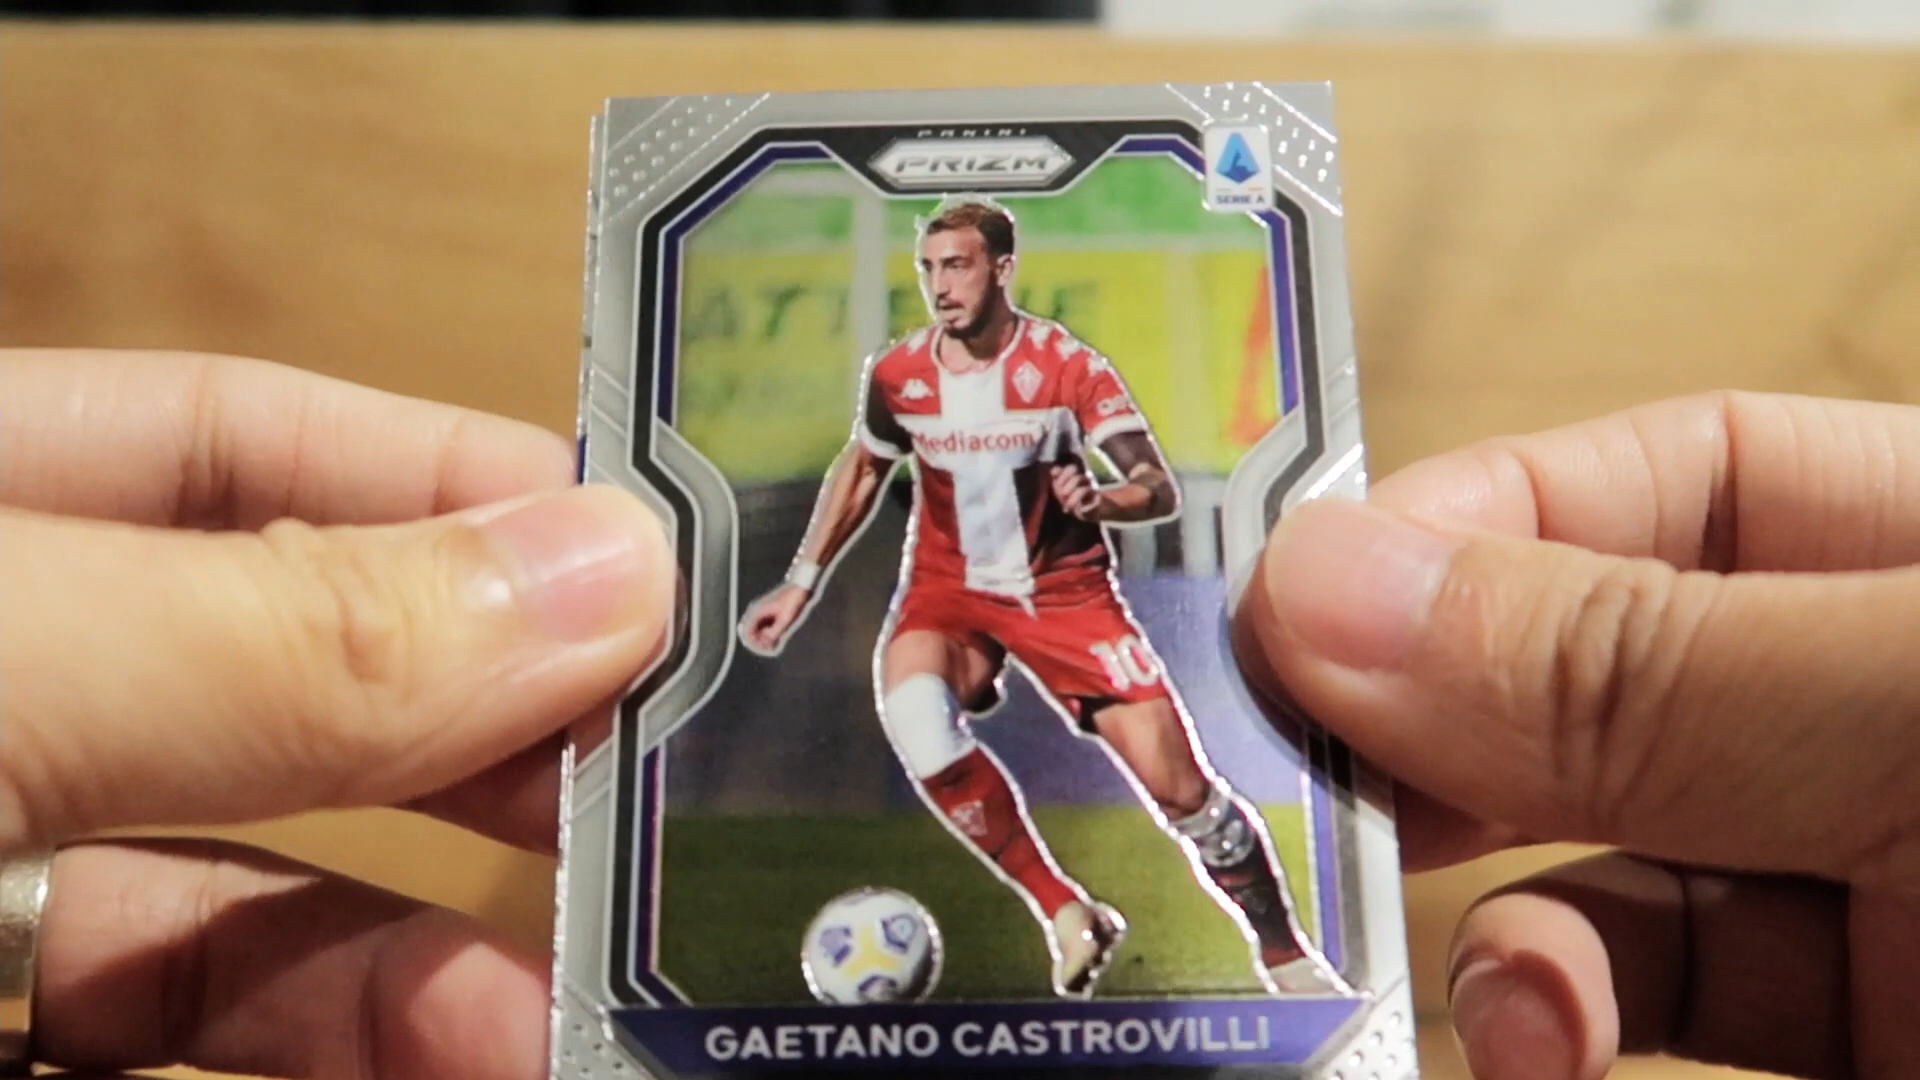 PANINI
PRIZM
SERIE A
Mediacom
10
GAETANO CASTROVILLI